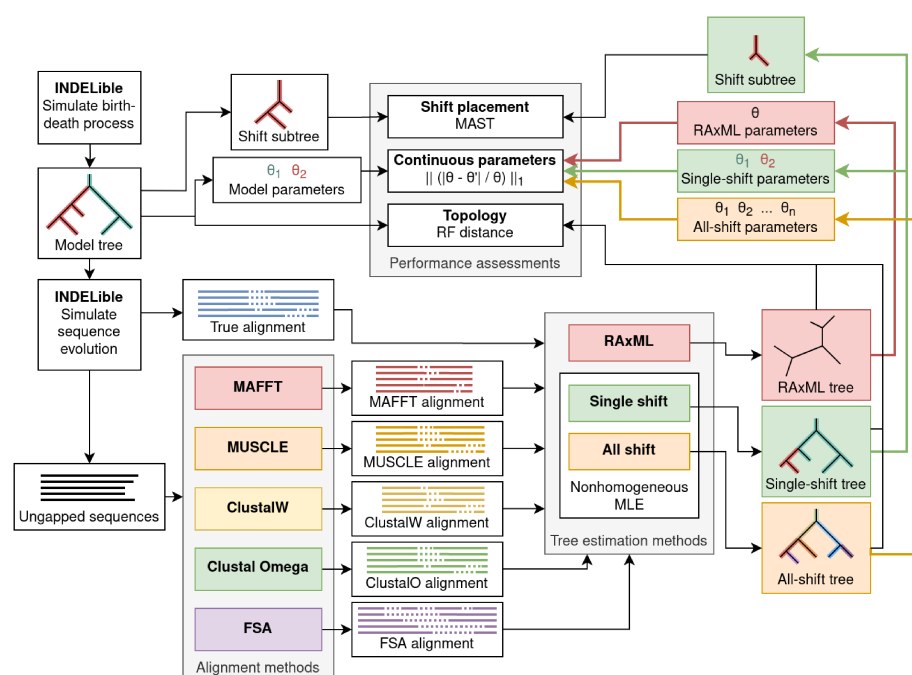 INDELible
Simulate birth-
death process
Model tree
INDELible
Simulate
sequence
evolution
Ungapped sequences
Shift subtree
θ₁ θ₂
Model parameters
Shift placement
MAST
Continuous parameters
|| (|θ - θ'| / θ) ||₁
Topology
RF distance
Performance assessments
Shift subtree
θ
RAxML parameters
θ₁ θ₂
Single-shift parameters
θ₁ θ₂ ... θₙ
All-shift parameters
True alignment
MAFFT
MUSCLE
ClustalW
Clustal Omega
FSA
Alignment methods
MAFFT alignment
MUSCLE alignment
ClustalW alignment
ClustalO alignment
FSA alignment
RAxML
Single shift
All shift
Nonhomogeneous
MLE
Tree estimation methods
RAxML tree
Single-shift tree
All-shift tree